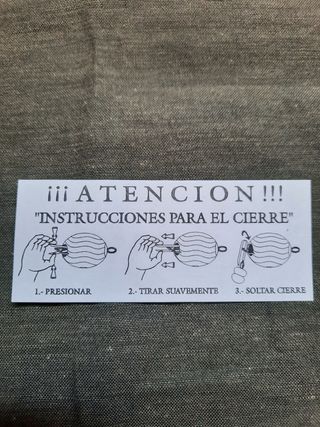 ¡¡¡ ATENCION !!!
"INSTRUCCIONES PARA EL CIERRE"
1.- PRESIONAR 2.- TIRAR SUAVEMENTE 3.- SOLTAR CIERRE